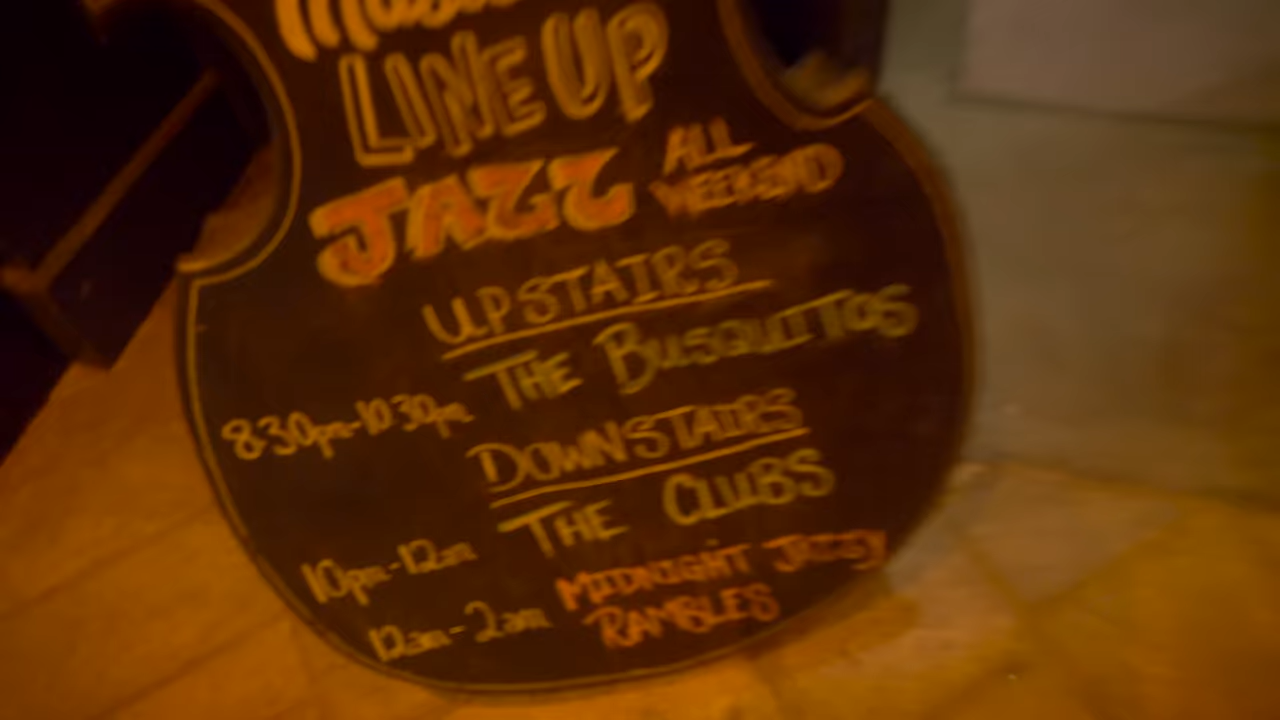 LINE UP
JAZZ ALL WEEKEND
UPSTAIRS
8.30pm-10.30pm THE BUSQUITOS
DOWNSTAIRS
10pm-12am THE CLUBS
12am-2am MIDNIGHT JAZZY
RAMBLES